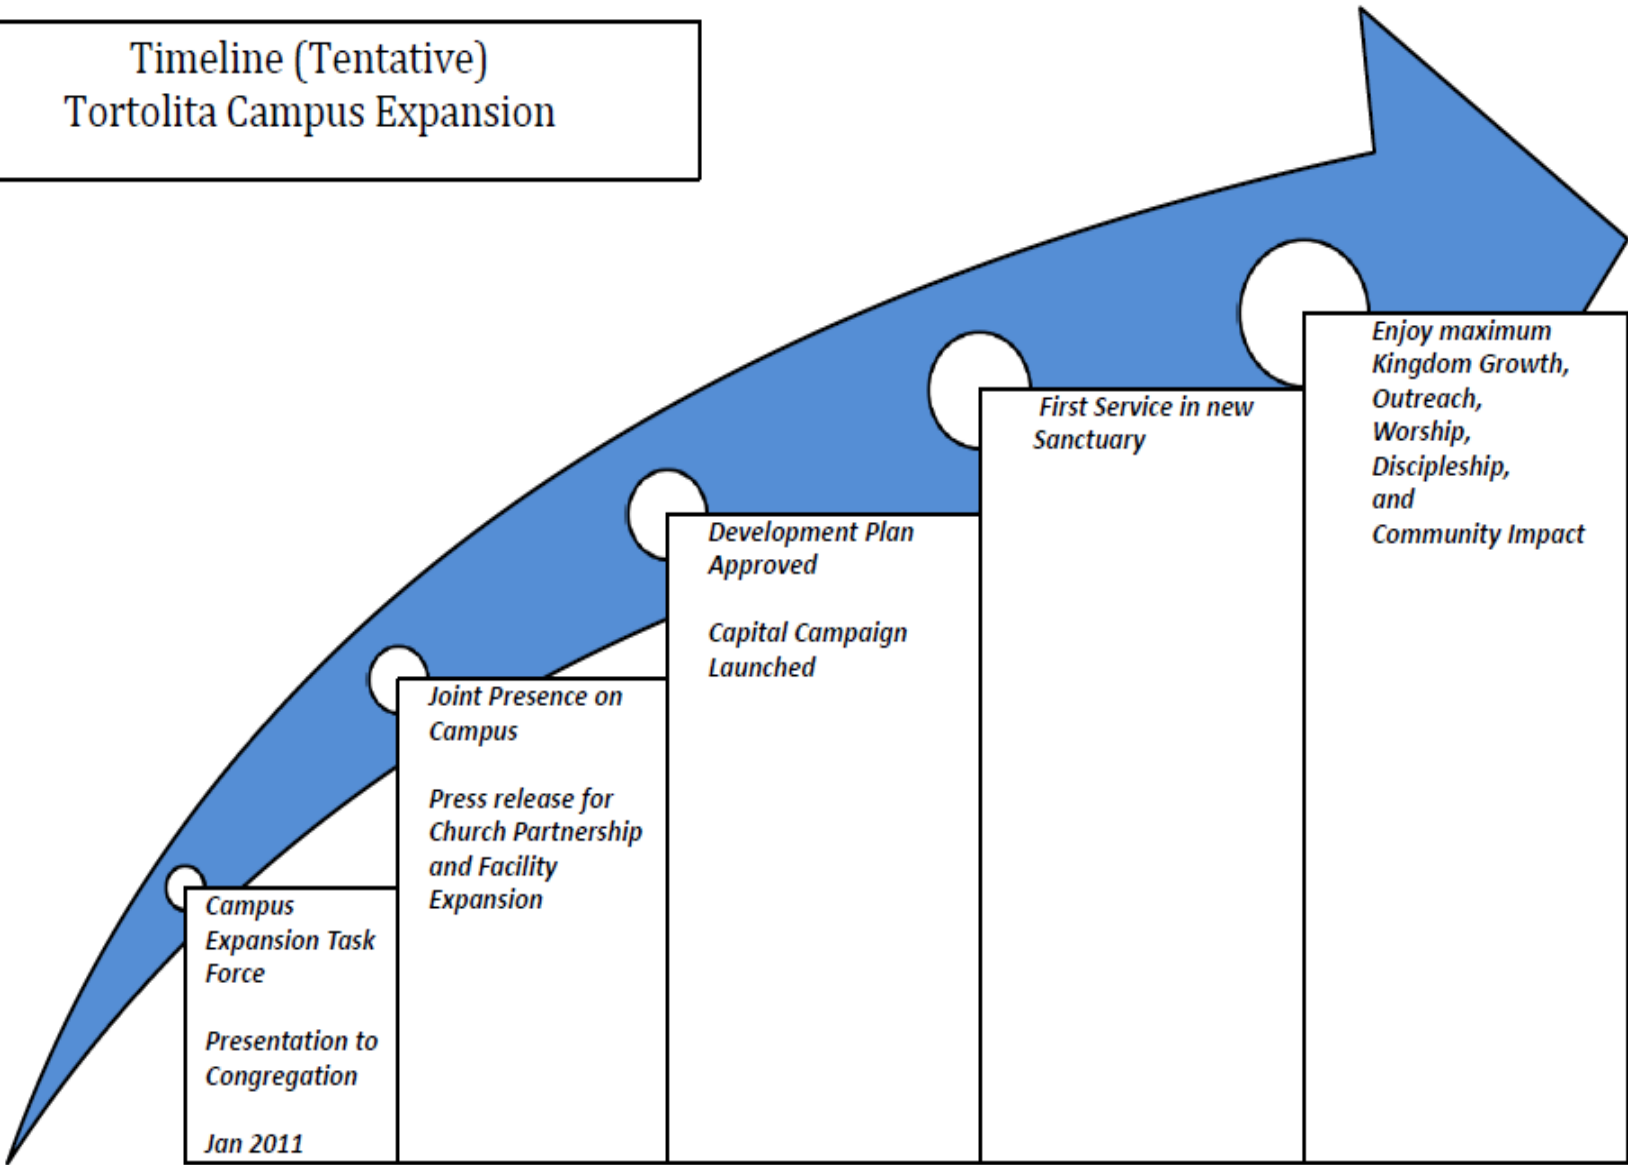 Timeline (Tentative)
Tortolita Campus Expansion
Campus
Expansion Task
Force
Presentation to
Congregation
Jan 2011
Joint Presence on
Campus
Press release for
Church Partnership
and Facility
Expansion
Development Plan
Approved
Capital Campaign
Launched
First Service in new
Sanctuary
Enjoy maximum
Kingdom Growth,
Outreach,
Worship,
Discipleship,
and
Community Impact